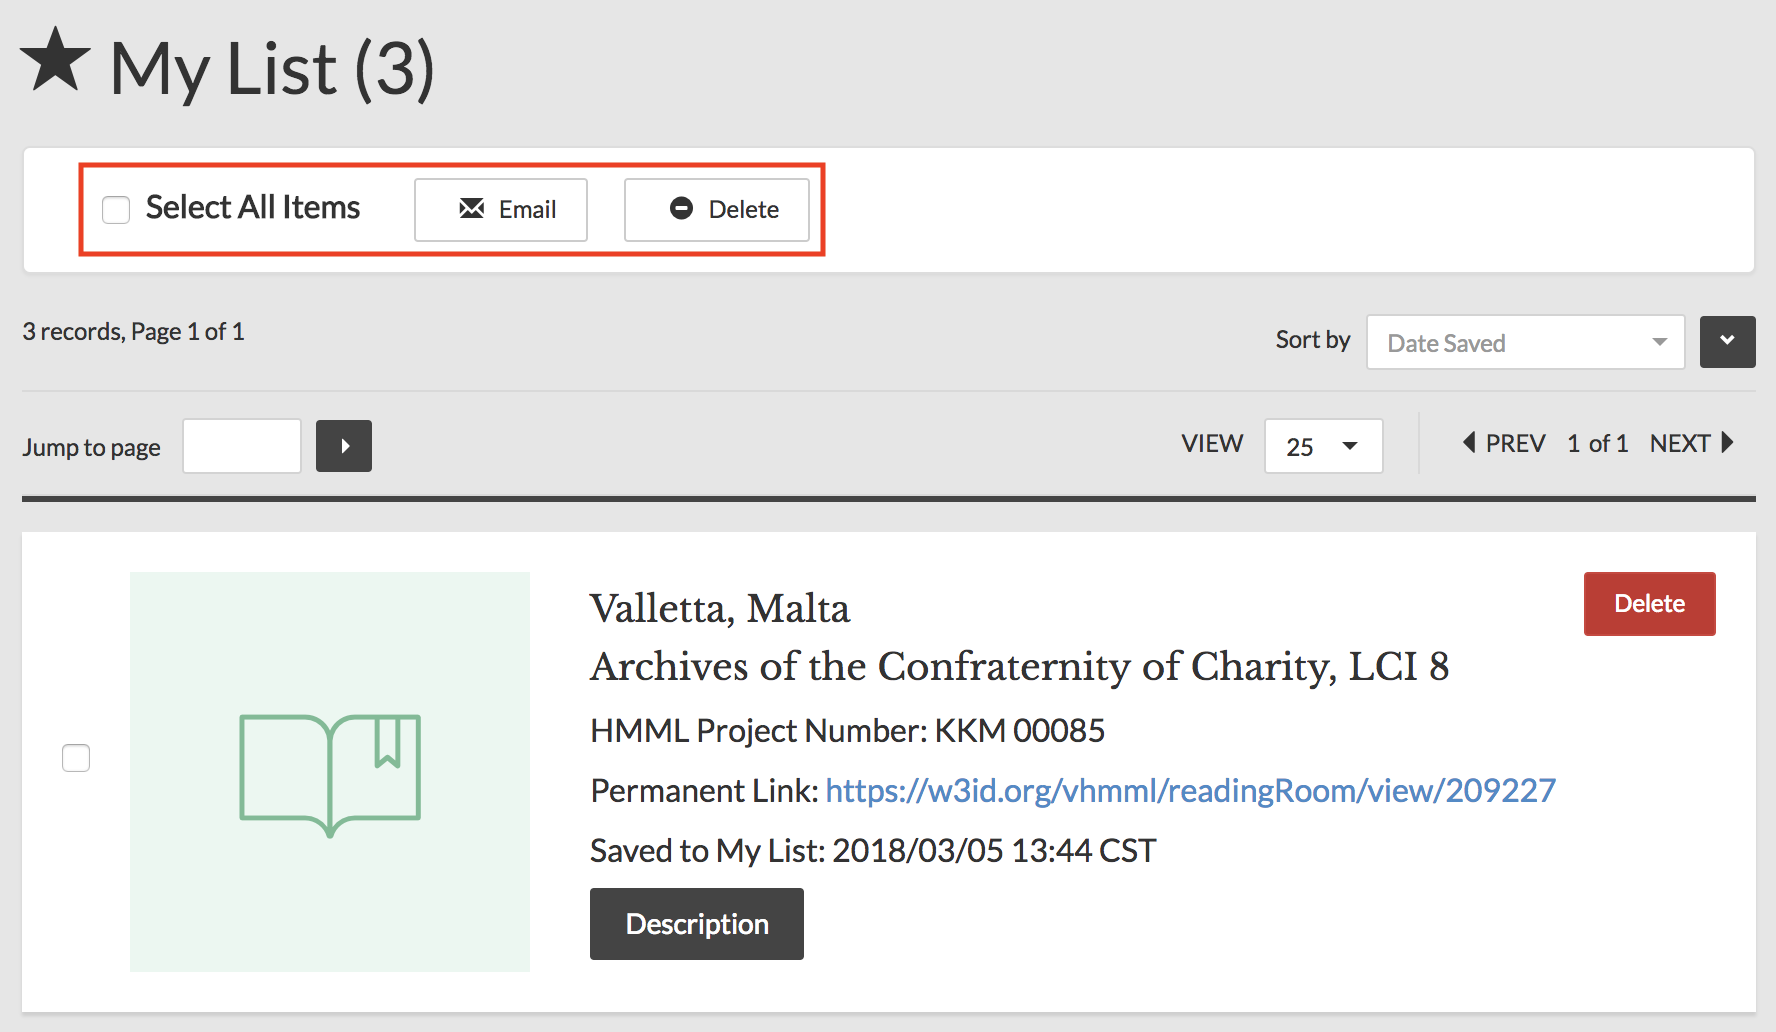 My List (3)
Select All Items Email Delete
3 records, Page 1 of 1
Sort by Date Saved
Jump to page
VIEW 25 PREV 1 of 1 NEXT
Valletta, Malta
Delete
Archives of the Confraternity of Charity, LCI 8
HMML Project Number: KKM 00085
Permanent Link: https://w3id.org/vhmml/readingRoom/view/209227
Saved to My List: 2018/03/05 13:44 CST
Description